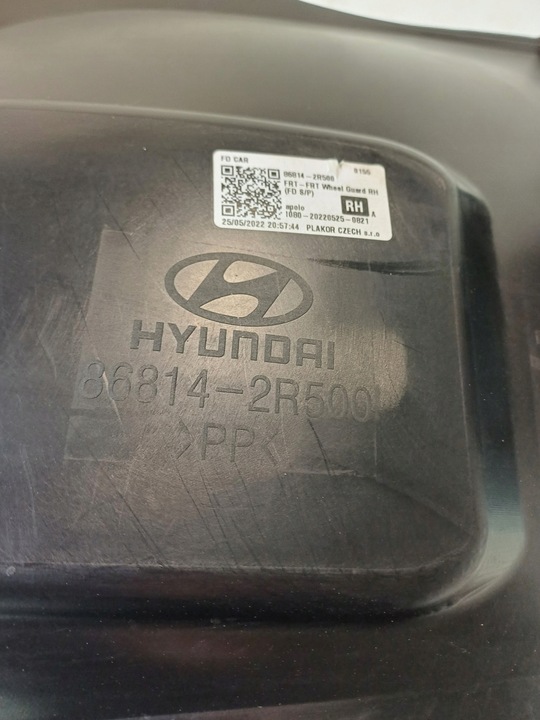 FD CAR
86814-2R500 8155
FRT-FRT Wheel Guard RH
(FD S/P) RH A
apolo
1080-20220525-0821
25/05/2022 20:57:44 PLAKOR CZECH s.r.o
HYUNDAI
86814-2R500
>PP<